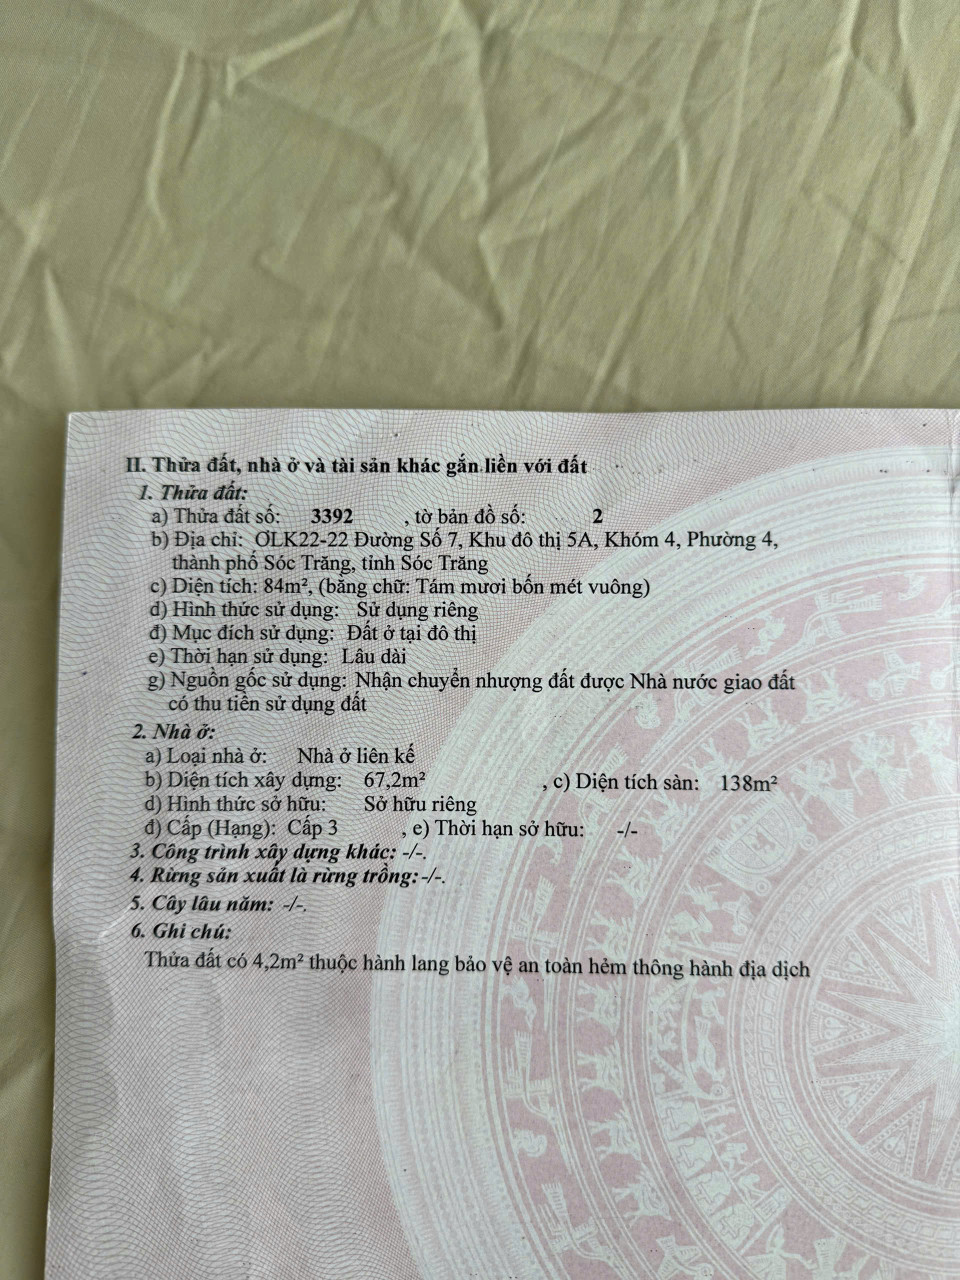 II. Thửa đất, nhà ở và tài sản khác gắn liền với đất
1. Thửa đất:
a) Thửa đất số: 3392 , tờ bản đồ số: 2
b) Địa chỉ: OLK22-22 Đường Số 7, Khu đô thị 5A, Khóm 4, Phường 4,
thành phố Sóc Trăng, tỉnh Sóc Trăng
c) Diện tích: 84m², (bằng chữ: Tám mươi bốn mét vuông)
d) Hình thức sử dụng: Sử dụng riêng
đ) Mục đích sử dụng: Đất ở tại đô thị
e) Thời hạn sử dụng: Lâu dài
g) Nguồn gốc sử dụng: Nhận chuyển nhượng đất được Nhà nước giao đất
có thu tiền sử dụng đất
2. Nhà ở:
a) Loại nhà ở: Nhà ở liên kế
b) Diện tích xây dựng: 67,2m² , c) Diện tích sàn: 138m²
d) Hình thức sở hữu: Sở hữu riêng
đ) Cấp (Hạng): Cấp 3 , e) Thời hạn sở hữu: -/-
3. Công trình xây dựng khác: -/-.
4. Rừng sản xuất là rừng trồng: -/-.
5. Cây lâu năm: -/-.
6. Ghi chú:
Thửa đất có 4,2m² thuộc hành lang bảo vệ an toàn hẻm thông hành địa dịch